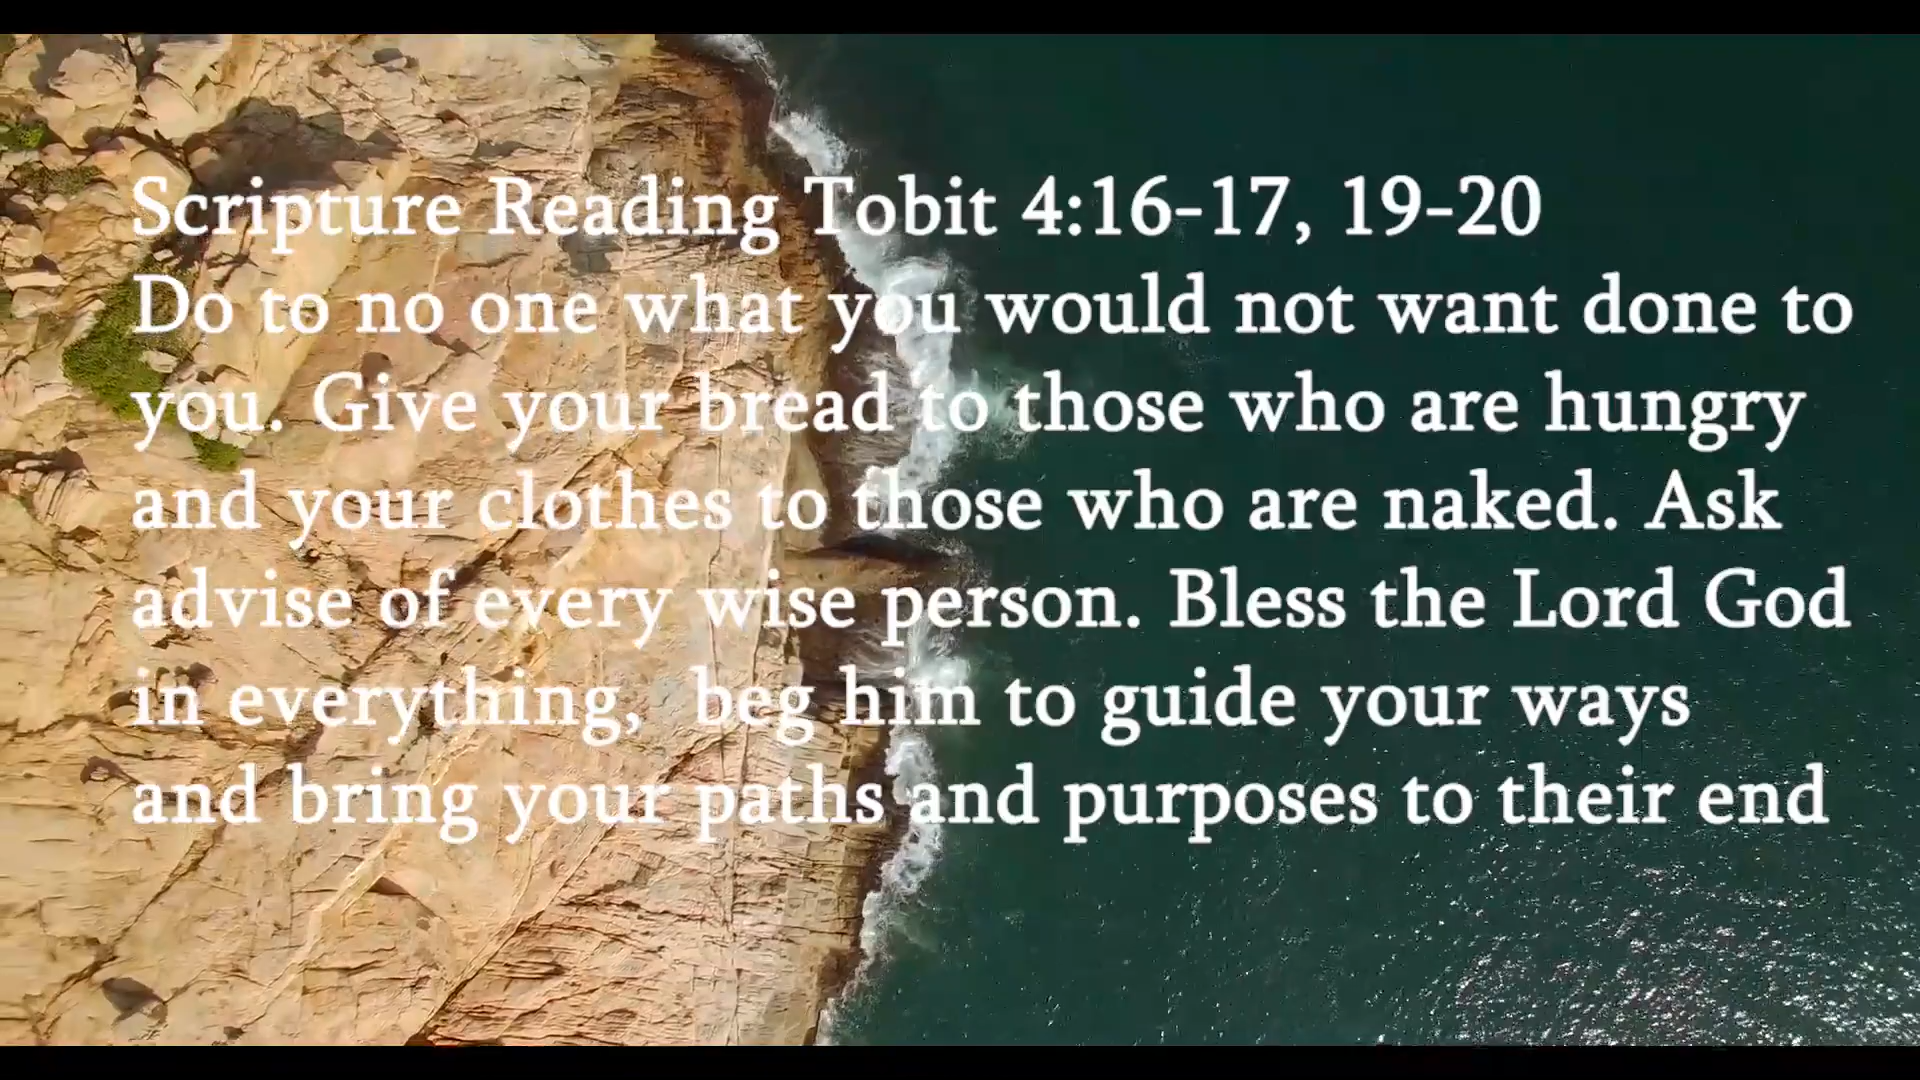 Scripture Reading Tobit 4:16-17, 19-20
Do to no one what you would not want done to
you. Give your bread to those who are hungry
and your clothes to those who are naked. Ask
advise of every wise person. Bless the Lord God
in everything,  beg him to guide your ways
and bring your paths and purposes to their end